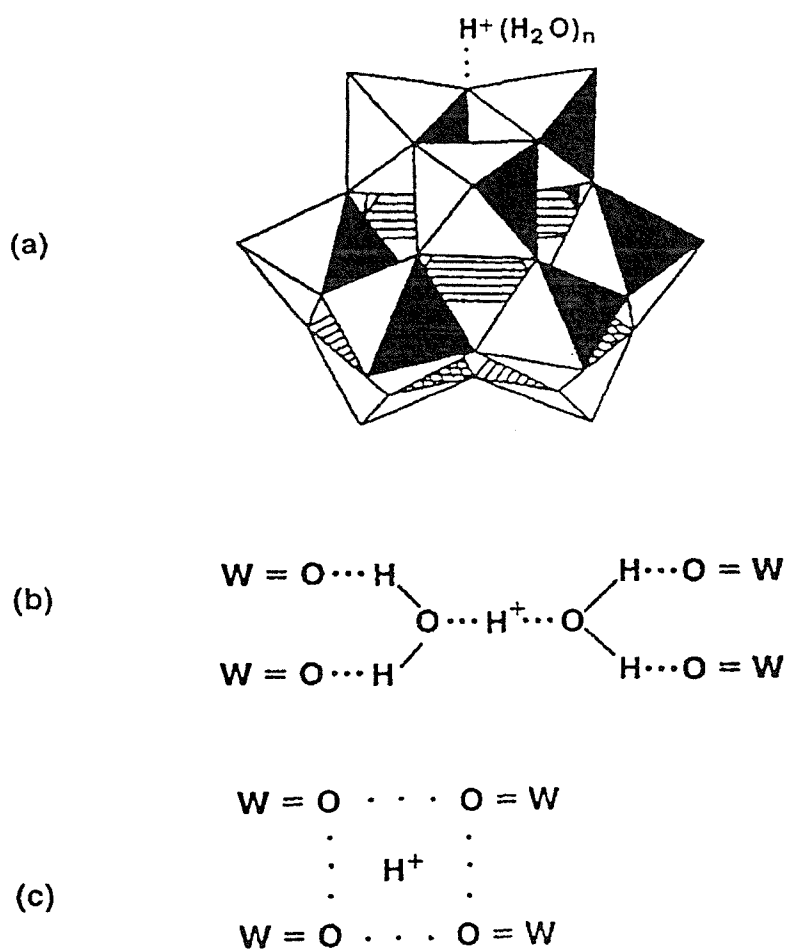 H⁺(H₂O)ₙ
(a)
(b)
W = O ··· H H ··· O = W
O ··· H⁺ ··· O
W = O ··· H H ··· O = W
W = O · · · O = W
H⁺
(c)
W = O · · · O = W